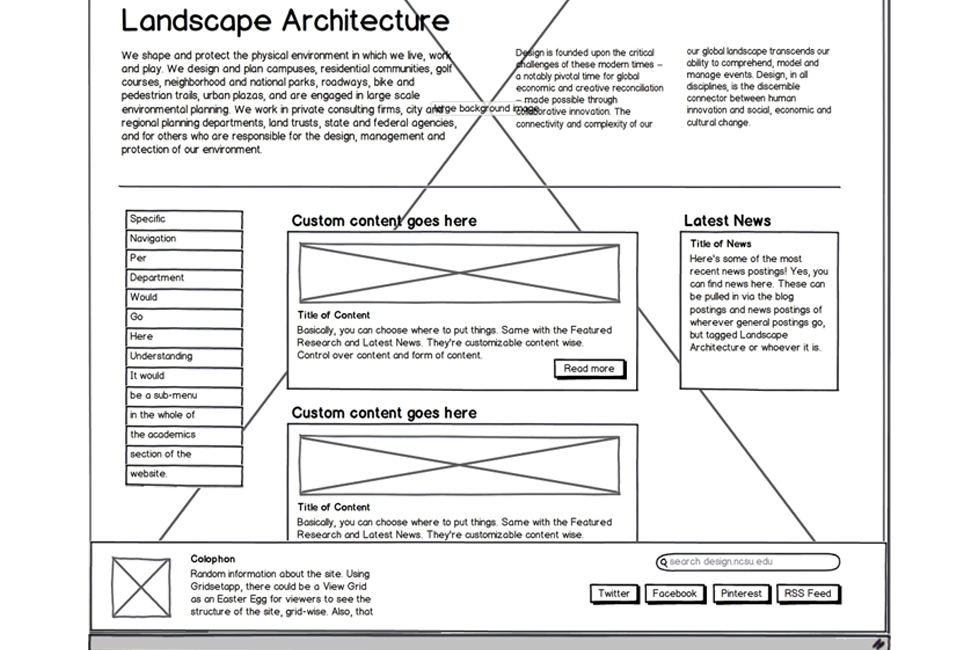 Landscape Architecture
We shape and protect the physical environment in which we live, work
and play. We design and plan campuses, residential communities, golf
courses, neighborhood and national parks, roadways, bike and
pedestrian trails, urban plazas, and are engaged in large scale
environmental planning. We work in private consulting firms, city and
regional planning departments, land trusts, state and federal agencies,
and for others who are responsible for the design, management and
protection of our environment.
large background image
Design is founded upon the critical
challenges of these modern times –
a notably pivotal time for global
economic and creative reconciliation
– made possible through
collaborative innovation. The
connectivity and complexity of our
our global landscape transcends our
ability to comprehend, model and
manage events. Design, in all
disciplines, is the discernible
connector between human
innovation and social, economic and
cultural change.
Specific
Navigation
Per
Department
Would
Go
Here
Understanding
It would
be a sub-menu
in the whole of
the academics
section of the
website.
Custom content goes here
Title of Content
Basically, you can choose where to put things. Same with the Featured
Research and Latest News. They're customizable content wise.
Control over content and form of content.
Read more
Custom content goes here
Title of Content
Basically, you can choose where to put things. Same with the Featured
Research and Latest News. They're customizable content wise.
Latest News
Title of News
Here's some of the most
recent news postings! Yes, you
can find news here. These can
be pulled in via the blog
postings and news postings of
wherever general postings go,
but tagged Landscape
Architecture or whoever it is.
Colophon
Random information about the site. Using
Gridsetapp, there could be a View Grid
as an Easter Egg for viewers to see the
structure of the site, grid-wise. Also, that
search design.ncsu.edu
Twitter
Facebook
Pinterest
RSS Feed